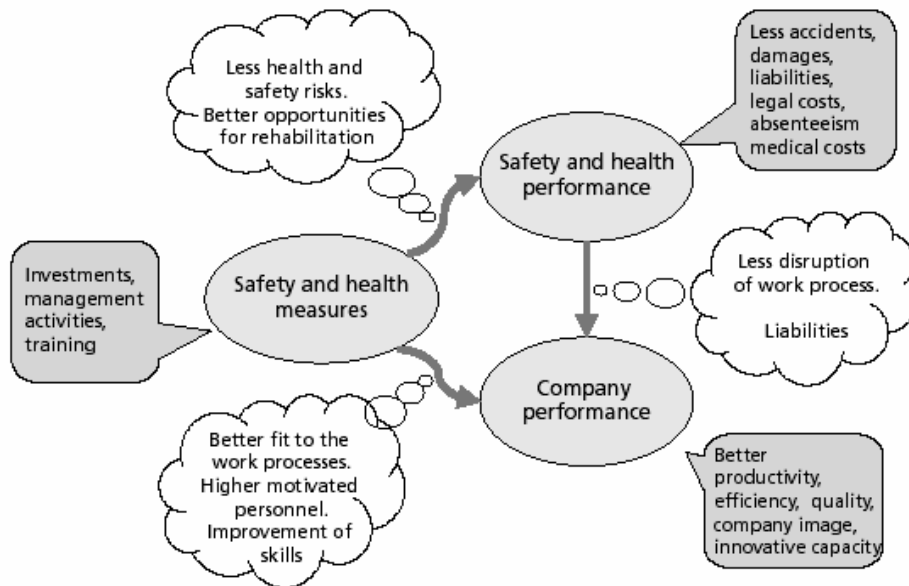 Less health and
safety risks.
Better opportunities
for rehabilitation
Less accidents,
damages,
liabilities,
legal costs,
absenteeism
medical costs
Safety and health
performance
Investments,
management
activities,
training
Safety and health
measures
Less disruption
of work process.
Liabilities
Company
performance
Better fit to the
work processes.
Higher motivated
personnel.
Improvement of
skills
Better
productivity,
efficiency, quality,
company image,
innovative capacity